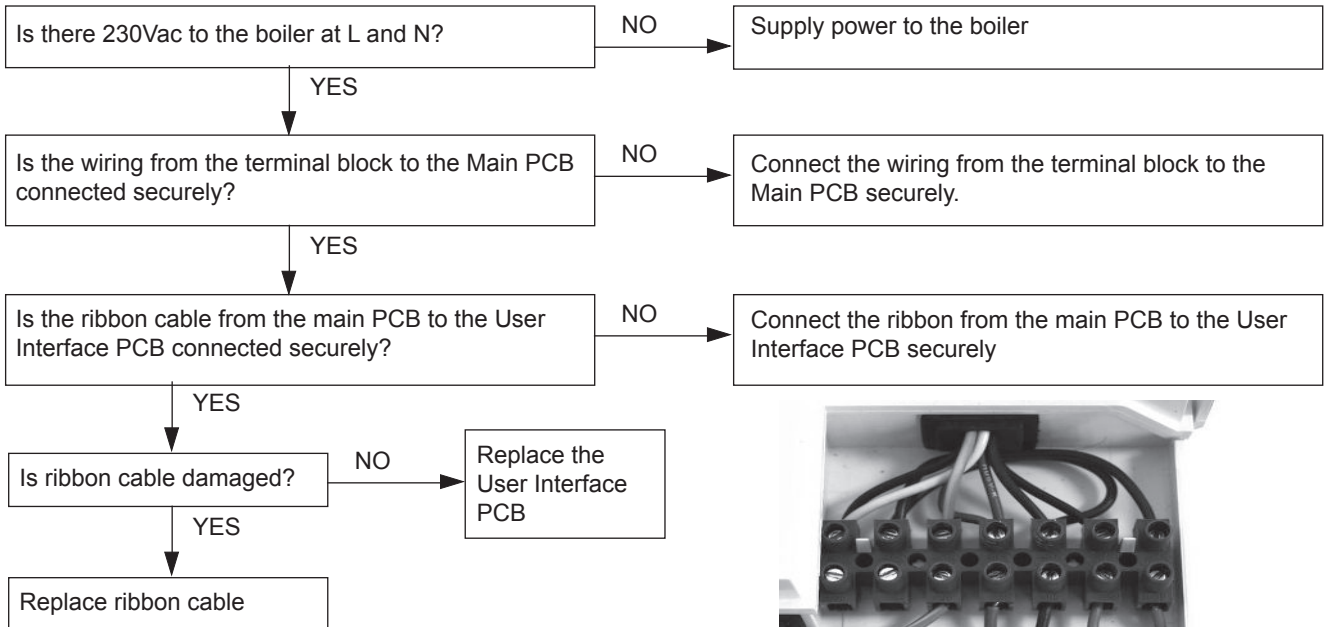 Is there 230Vac to the boiler at L and N?
NO
Supply power to the boiler
YES
Is the wiring from the terminal block to the Main PCB
connected securely?
NO
Connect the wiring from the terminal block to the
Main PCB securely.
YES
Is the ribbon cable from the main PCB to the User
Interface PCB connected securely?
NO
Connect the ribbon from the main PCB to the User
Interface PCB securely
YES
Is ribbon cable damaged?
NO
Replace the
User Interface
PCB
YES
Replace ribbon cable